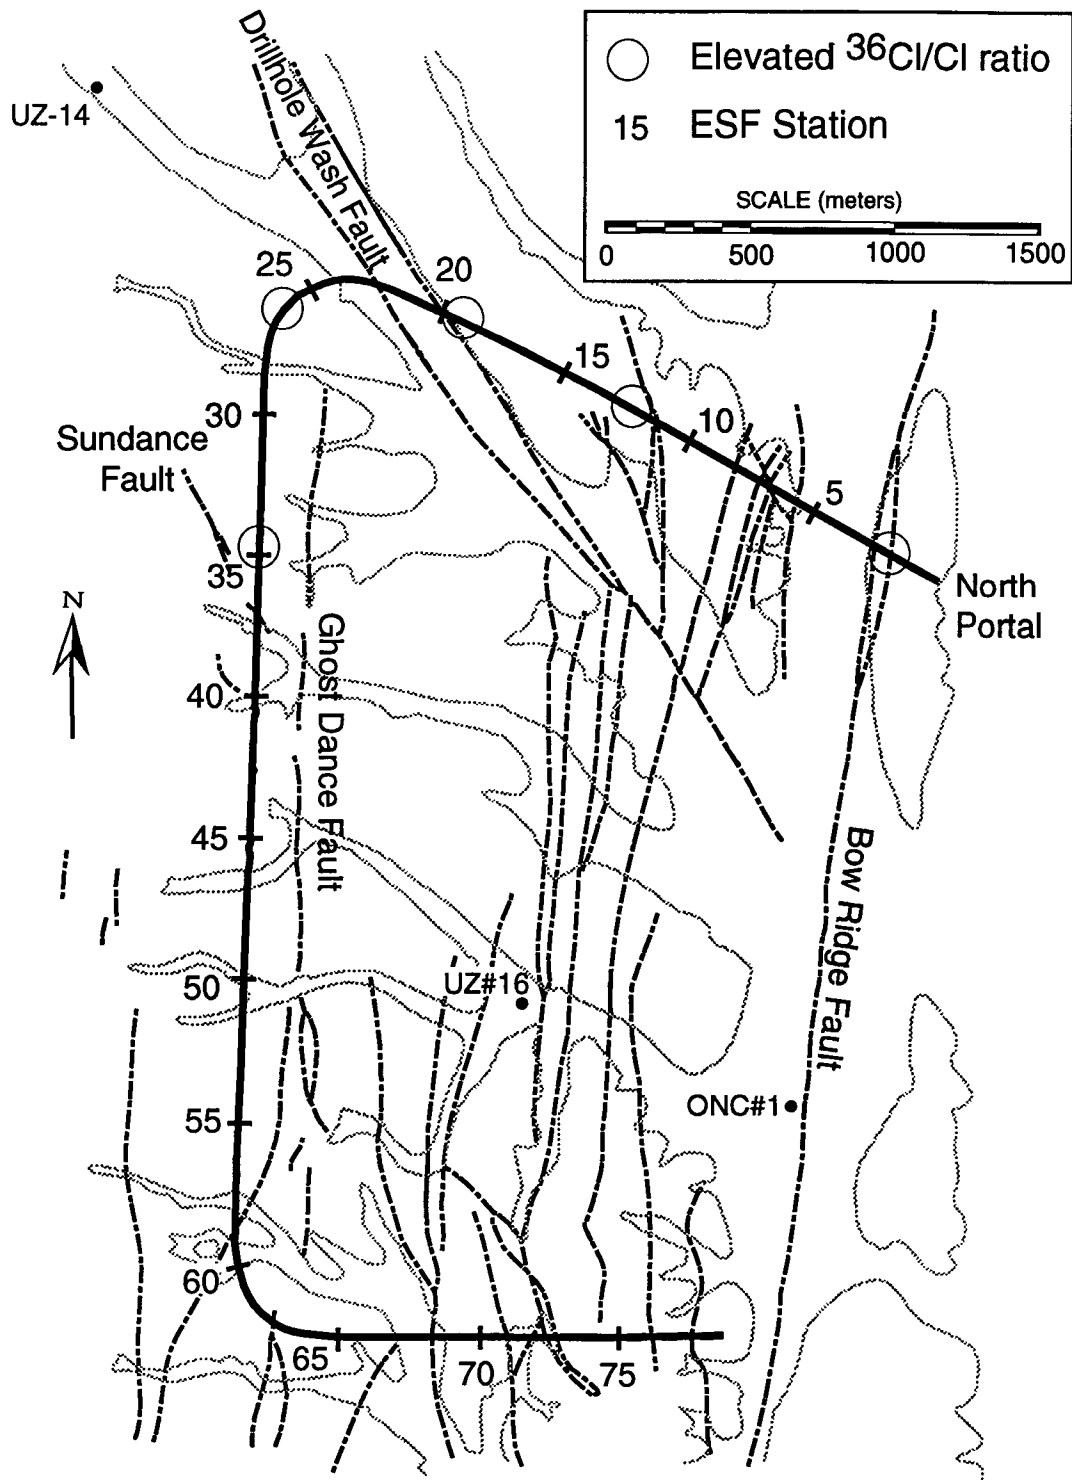 Elevated 36Cl/Cl ratio
15 ESF Station
SCALE (meters)
0 500 1000 1500
Drillhole Wash Fault
UZ-14
25
20
15
10
5
30
Sundance
Fault
35
North
Portal
N
Ghost Dance Fault
40
45
Bow Ridge Fault
50
UZ#16
ONC#1
55
60
65
70
75